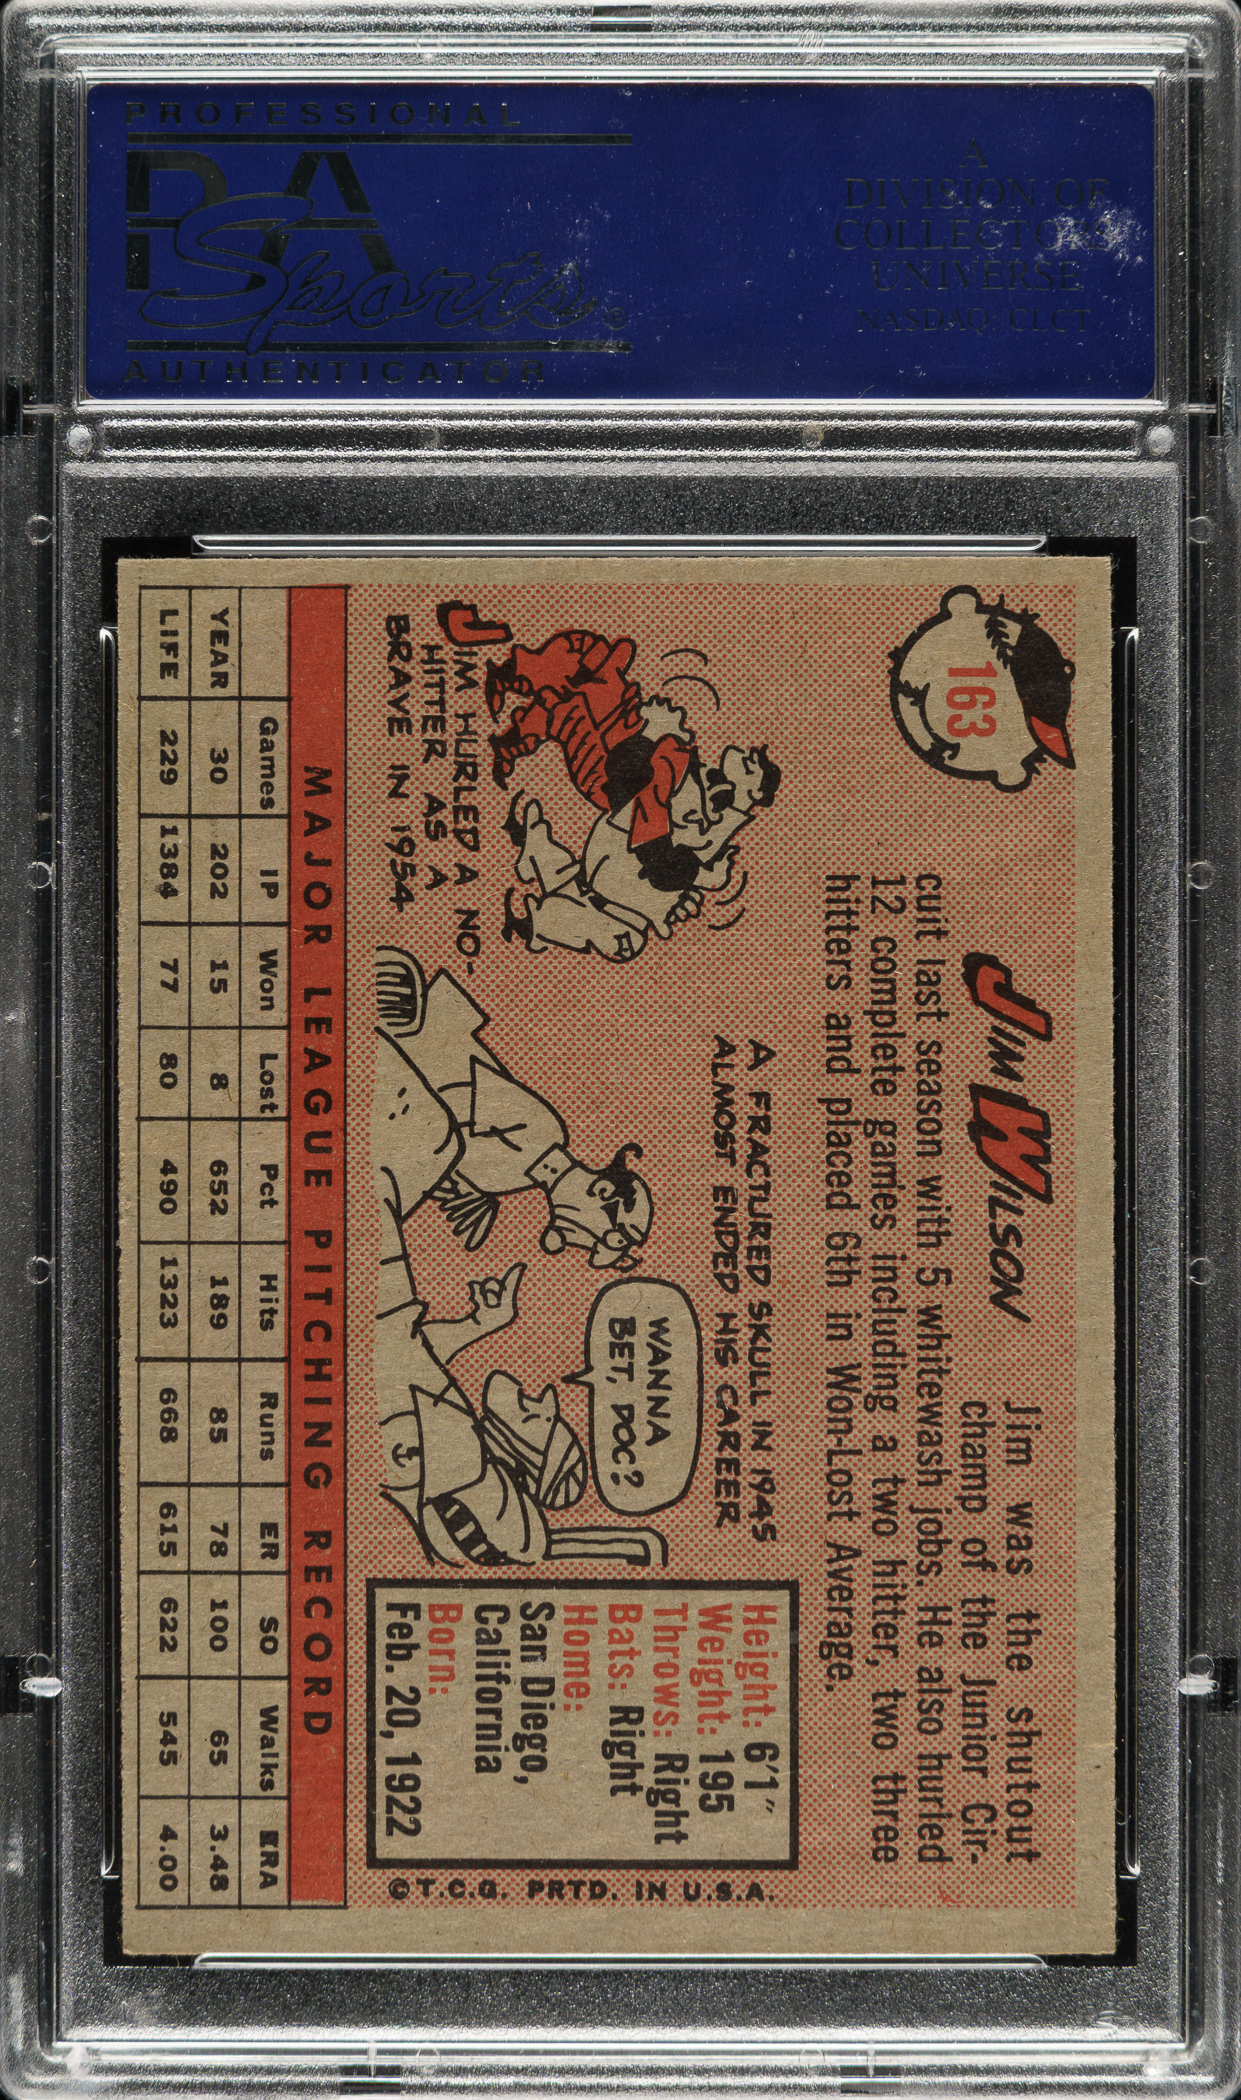 PROFESSIONAL
PSA
Sports®
AUTHENTICATOR
A
DIVISION OF
COLLECTORS
UNIVERSE
NASDAQ: CLCT
163
JIM WILSON
Jim was the shutout
champ of the Junior Cir-
cuit last season with 5 whitewash jobs. He also hurled
12 complete games including a two hitter, two three
hitters and placed 6th in Won-Lost Average.
JIM HURLED A NO-
HITTER AS A
BRAVE IN 1954
A FRACTURED SKULL IN 1945
ALMOST ENDED HIS CAREER
WANNA
BET, DOC?
Height: 6'1"
Weight: 195
Throws: Right
Bats: Right
Home:
San Diego,
California
Born:
Feb. 20, 1922
©T.C.G. PRTD. IN U.S.A.
MAJOR LEAGUE PITCHING RECORD
Games IP Won Lost Pct Hits Runs ER SO Walks ERA
YEAR 30 202 15 8 652 189 85 78 100 65 3.48
LIFE 229 1384 77 80 490 1323 668 615 622 545 4.00